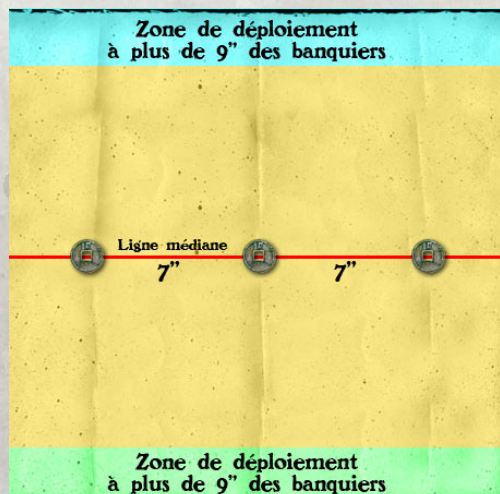 Zone de déploiement
à plus de 9” des banquiers
Ligne médiane
7” 7”
Zone de déploiement
à plus de 9” des banquiers